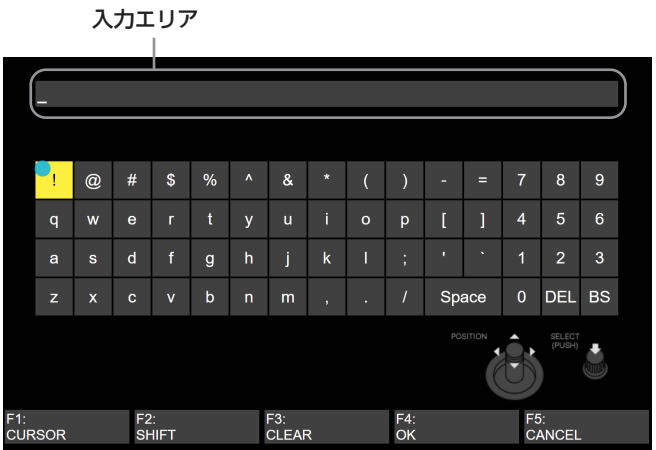 入力エリア
_
! @ # $ % ^ & * ( ) - = 7 8 9
q w e r t y u i o p [ ] 4 5 6
a s d f g h j k l ; ' ` 1 2 3
z x c v b n m , . / Space 0 DEL BS
POSITION SELECT
(PUSH)
F1: F2: F3: F4: F5:
CURSOR SHIFT CLEAR OK CANCEL